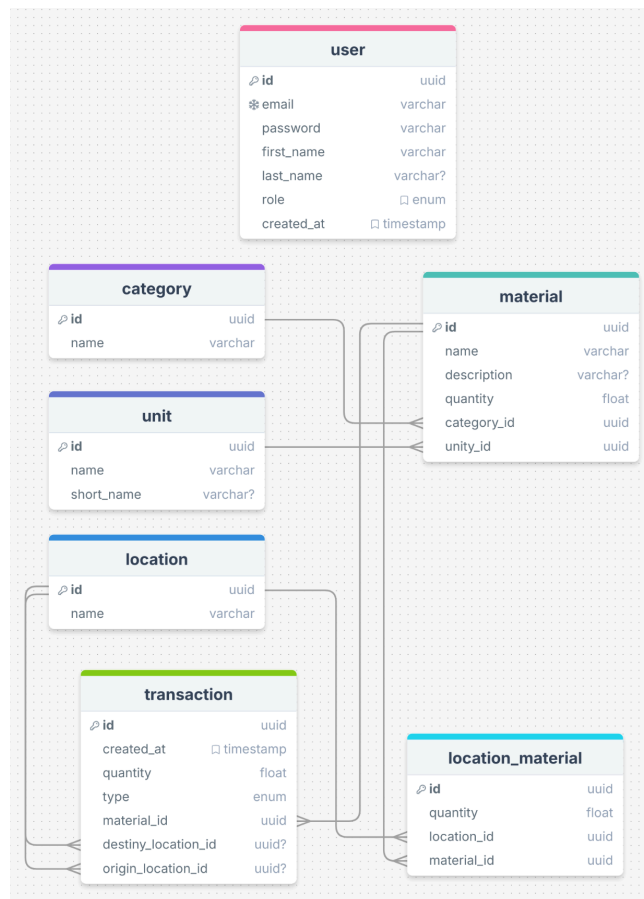 user
id uuid
email varchar
password varchar
first_name varchar
last_name varchar?
role enum
created_at timestamp
category
id uuid
name varchar
material
id uuid
name varchar
description varchar?
quantity float
category_id uuid
unity_id uuid
unit
id uuid
name varchar
short_name varchar?
location
id uuid
name varchar
transaction
id uuid
created_at timestamp
quantity float
type enum
material_id uuid
destiny_location_id uuid?
origin_location_id uuid?
location_material
id uuid
quantity float
location_id uuid
material_id uuid